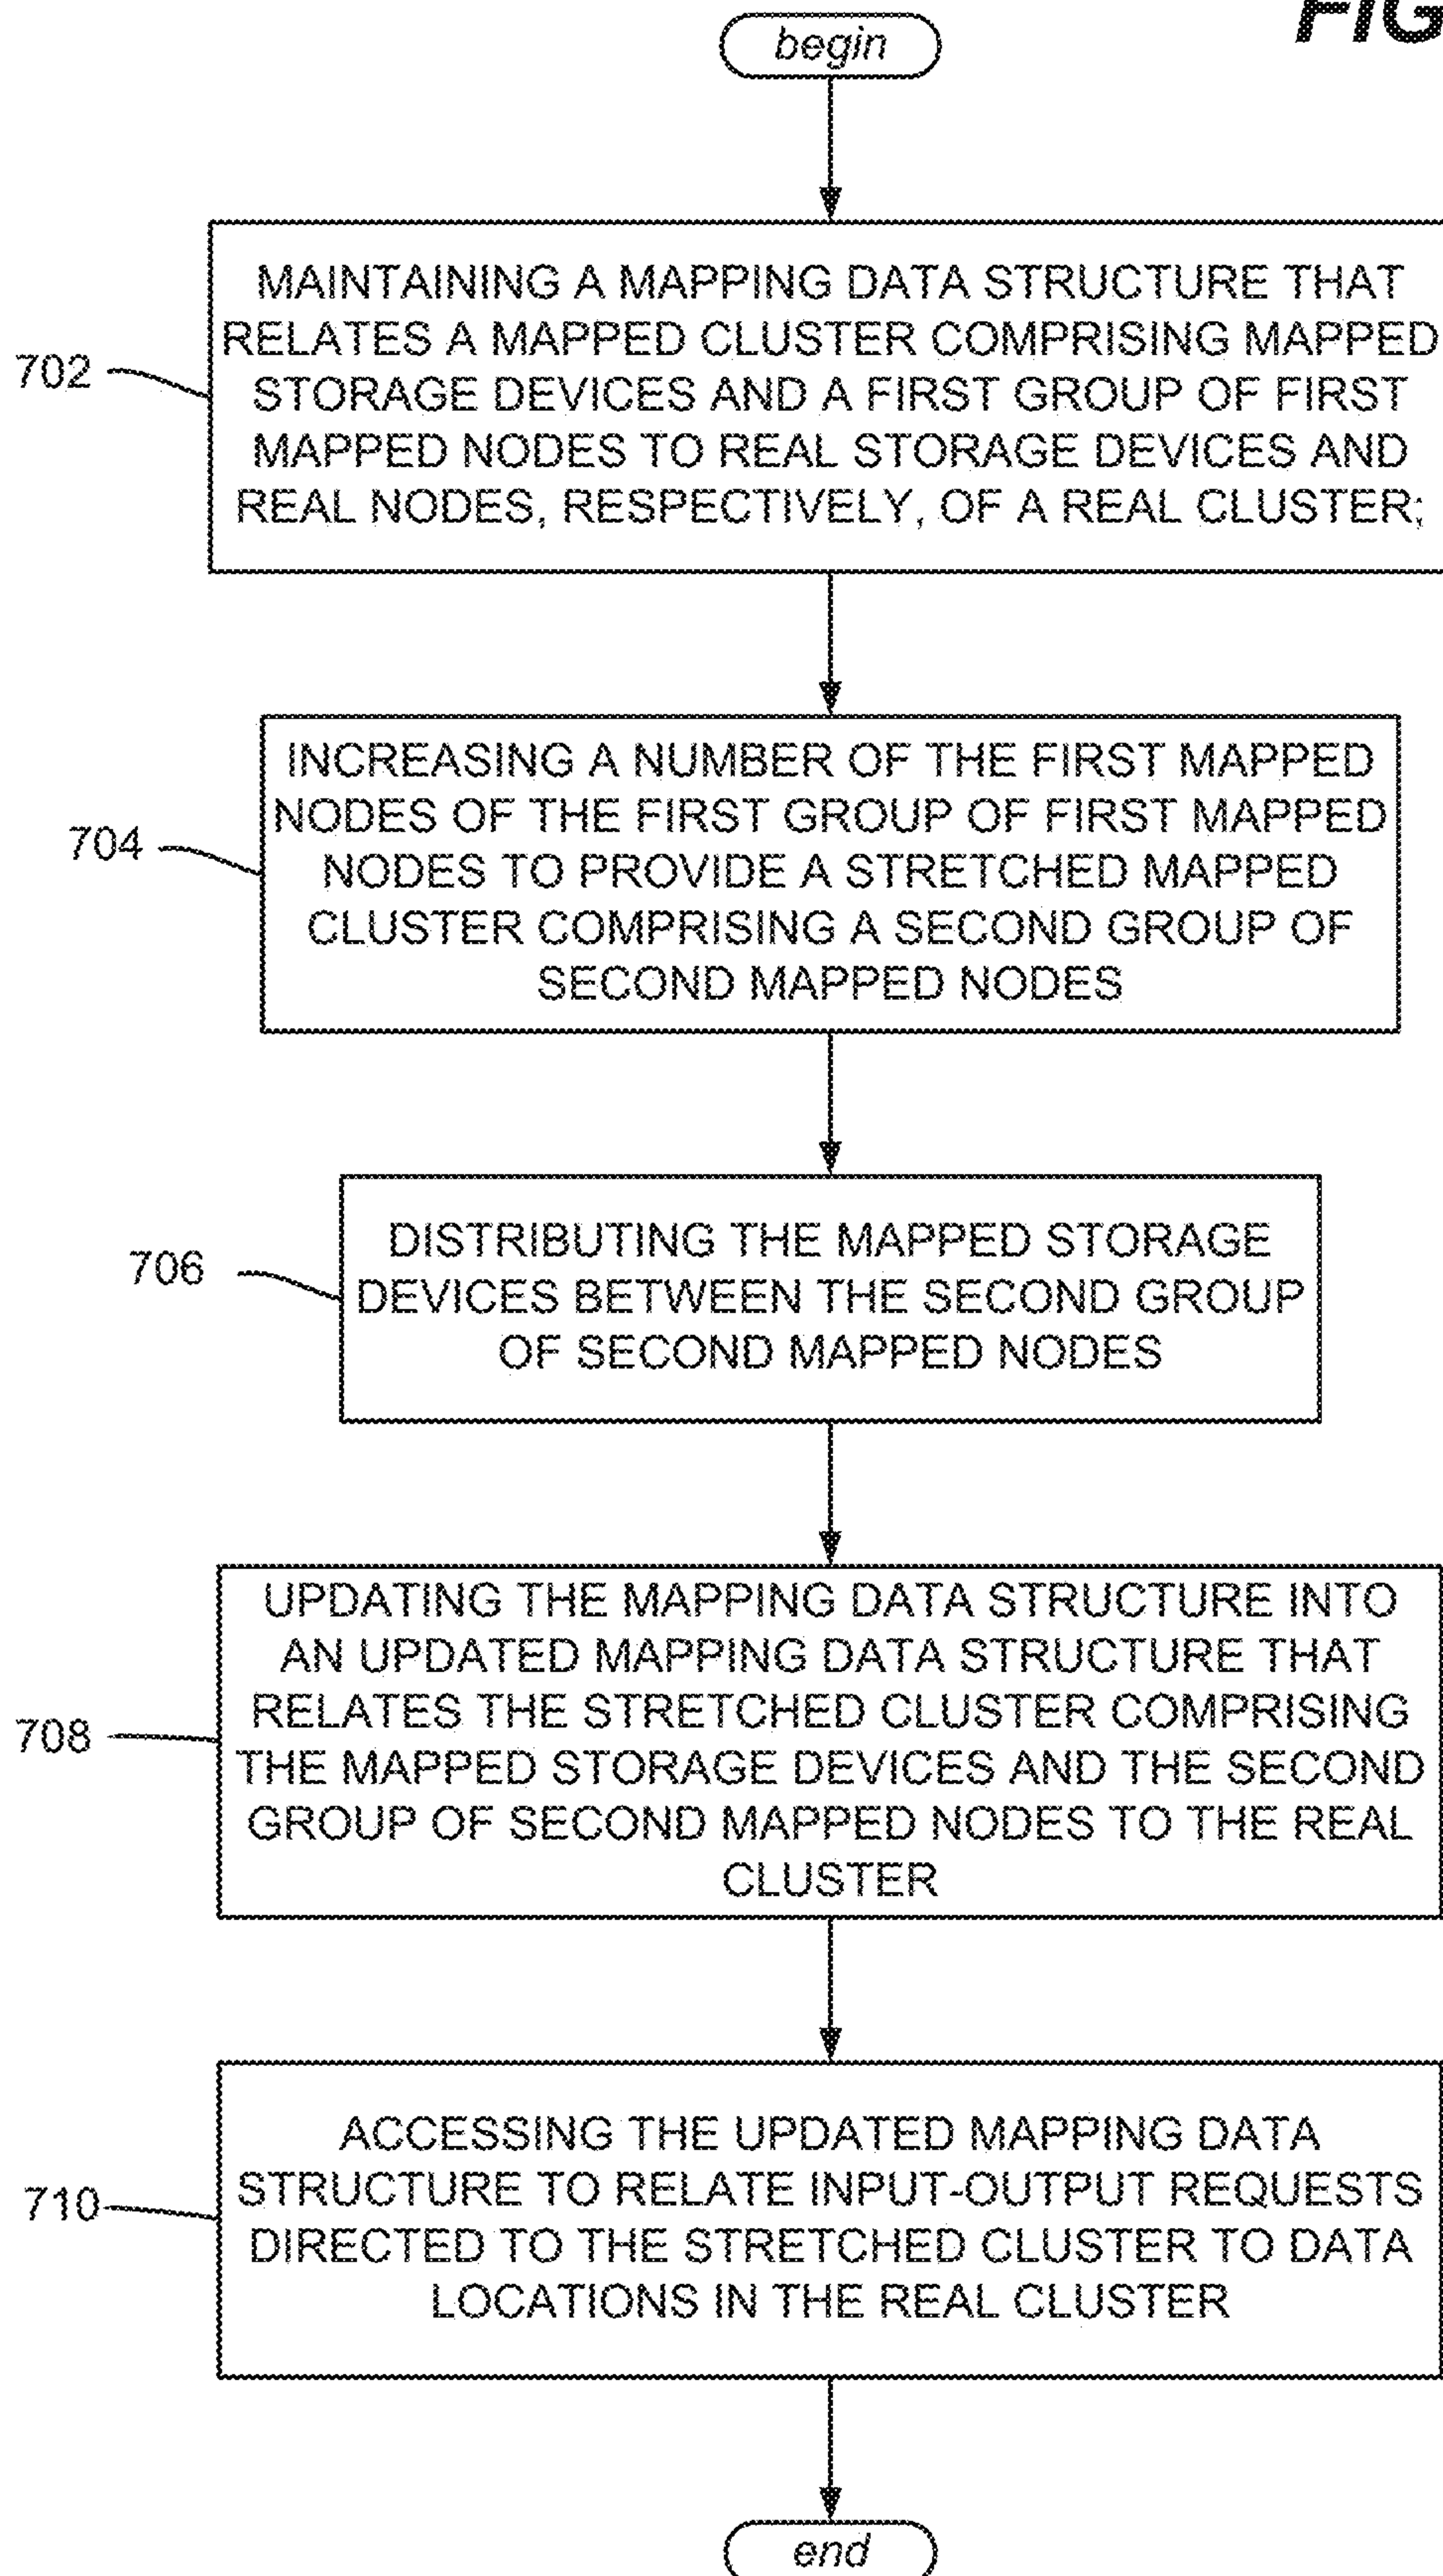 FIG
begin
MAINTAINING A MAPPING DATA STRUCTURE THAT
RELATES A MAPPED CLUSTER COMPRISING MAPPED
702
STORAGE DEVICES AND A FIRST GROUP OF FIRST
MAPPED NODES TO REAL STORAGE DEVICES AND
REAL NODES, RESPECTIVELY, OF A REAL CLUSTER;
INCREASING A NUMBER OF THE FIRST MAPPED
NODES OF THE FIRST GROUP OF FIRST MAPPED
704
NODES TO PROVIDE A STRETCHED MAPPED
CLUSTER COMPRISING A SECOND GROUP OF
SECOND MAPPED NODES
DISTRIBUTING THE MAPPED STORAGE
706
DEVICES BETWEEN THE SECOND GROUP
OF SECOND MAPPED NODES
UPDATING THE MAPPING DATA STRUCTURE INTO
AN UPDATED MAPPING DATA STRUCTURE THAT
RELATES THE STRETCHED CLUSTER COMPRISING
708
THE MAPPED STORAGE DEVICES AND THE SECOND
GROUP OF SECOND MAPPED NODES TO THE REAL
CLUSTER
ACCESSING THE UPDATED MAPPING DATA
STRUCTURE TO RELATE INPUT-OUTPUT REQUESTS
710
DIRECTED TO THE STRETCHED CLUSTER TO DATA
LOCATIONS IN THE REAL CLUSTER
end